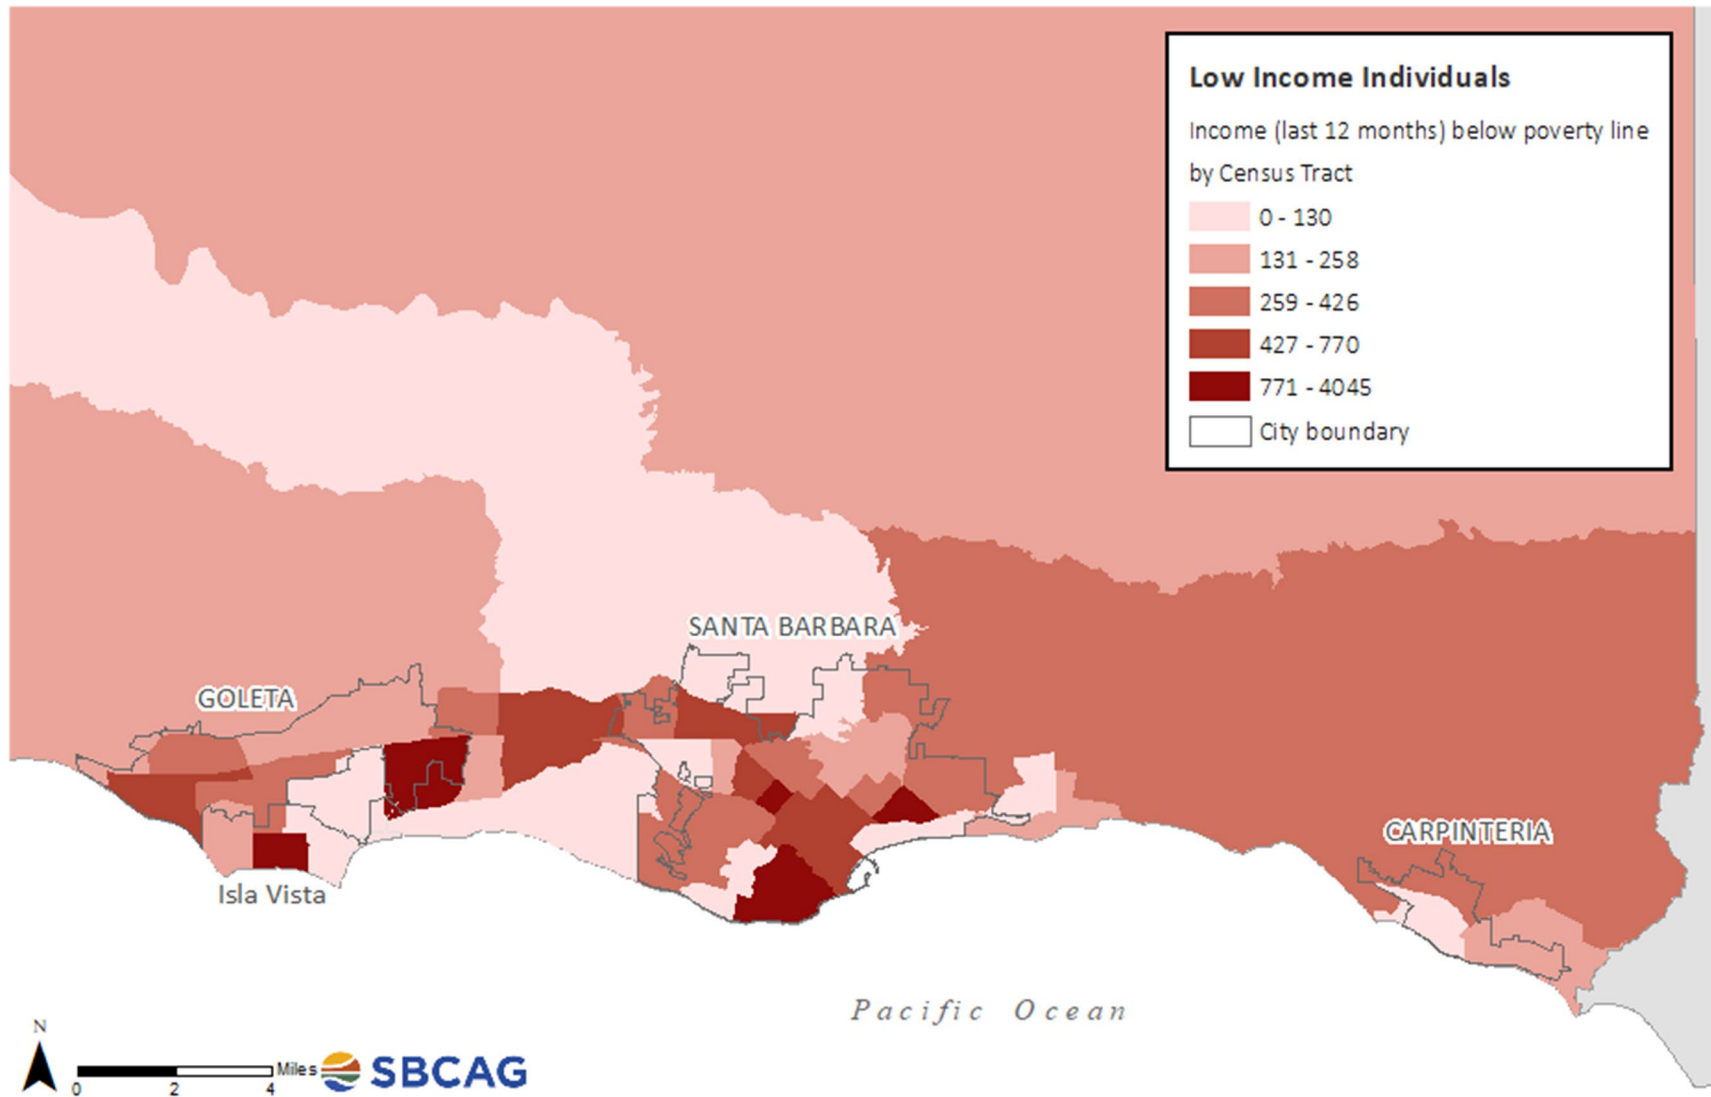 Low Income Individuals
Income (last 12 months) below poverty line
by Census Tract
0 - 130
131 - 258
259 - 426
427 - 770
771 - 4045
City boundary
SANTA BARBARA
GOLETA
CARPINTERIA
Isla Vista
Pacific Ocean
N
Miles
0 2 4
SBCAG